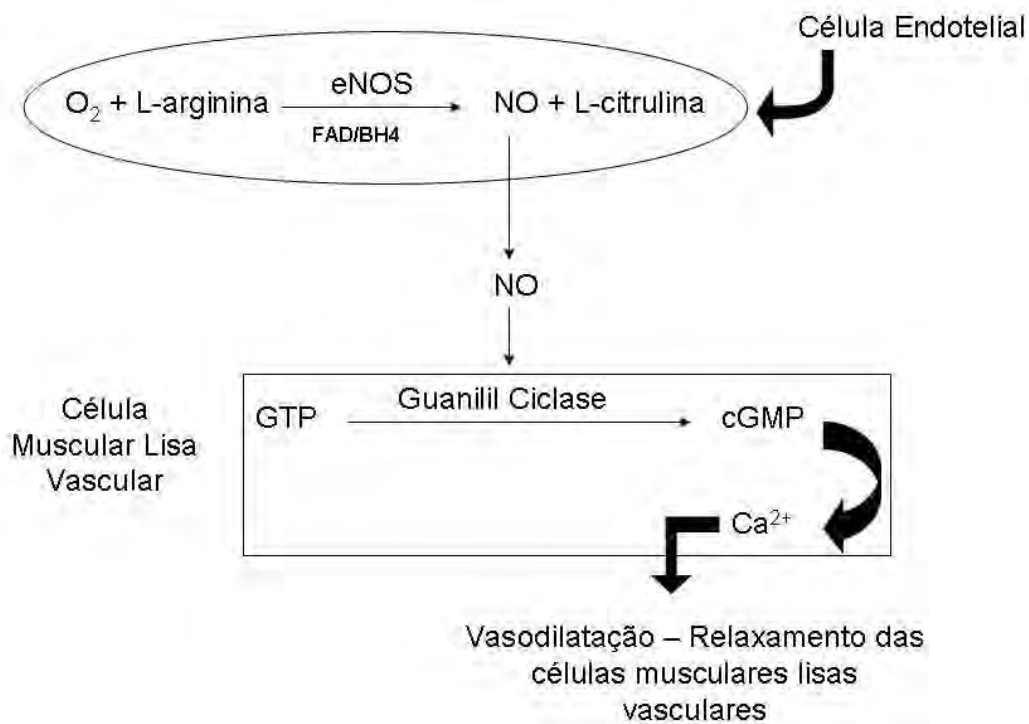 Célula Endotelial
eNOS
O₂ + L-arginina NO + L-citrulina
FAD/BH4
NO
Guanilil Ciclase
GTP cGMP
Célula
Muscular Lisa
Vascular
Ca²⁺
Vasodilatação – Relaxamento das
células musculares lisas
vasculares